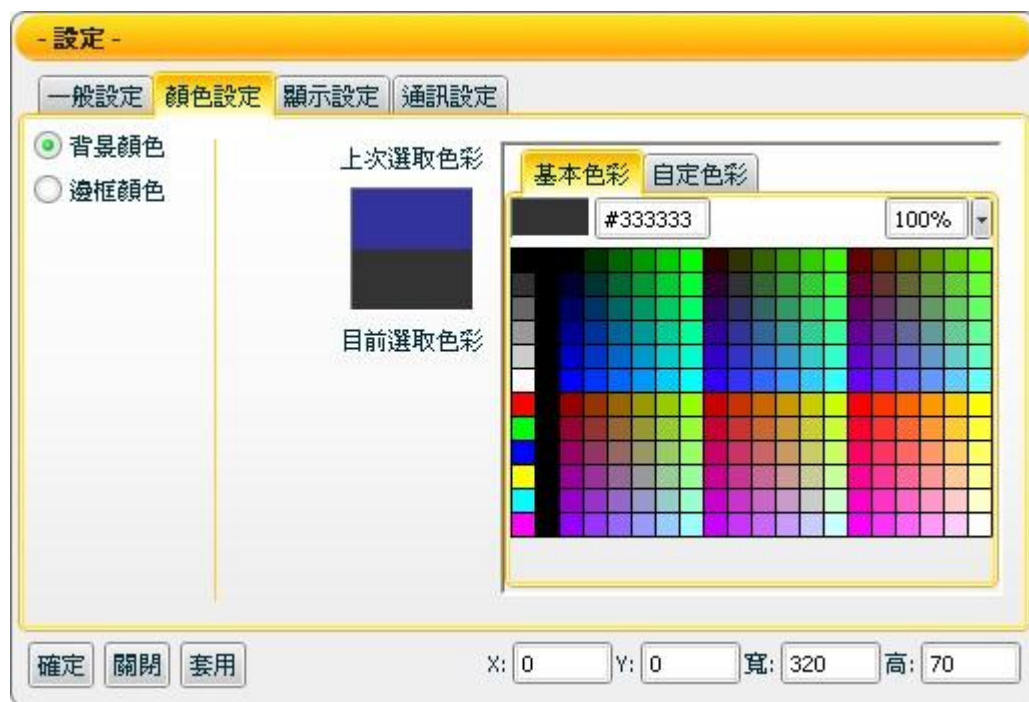 - 設定 -
一般設定 顏色設定 顯示設定 通訊設定
背景顏色
邊框顏色
上次選取色彩
目前選取色彩
基本色彩 自定色彩
#333333 100%
確定 關閉 套用 X: 0 Y: 0 寬: 320 高: 70